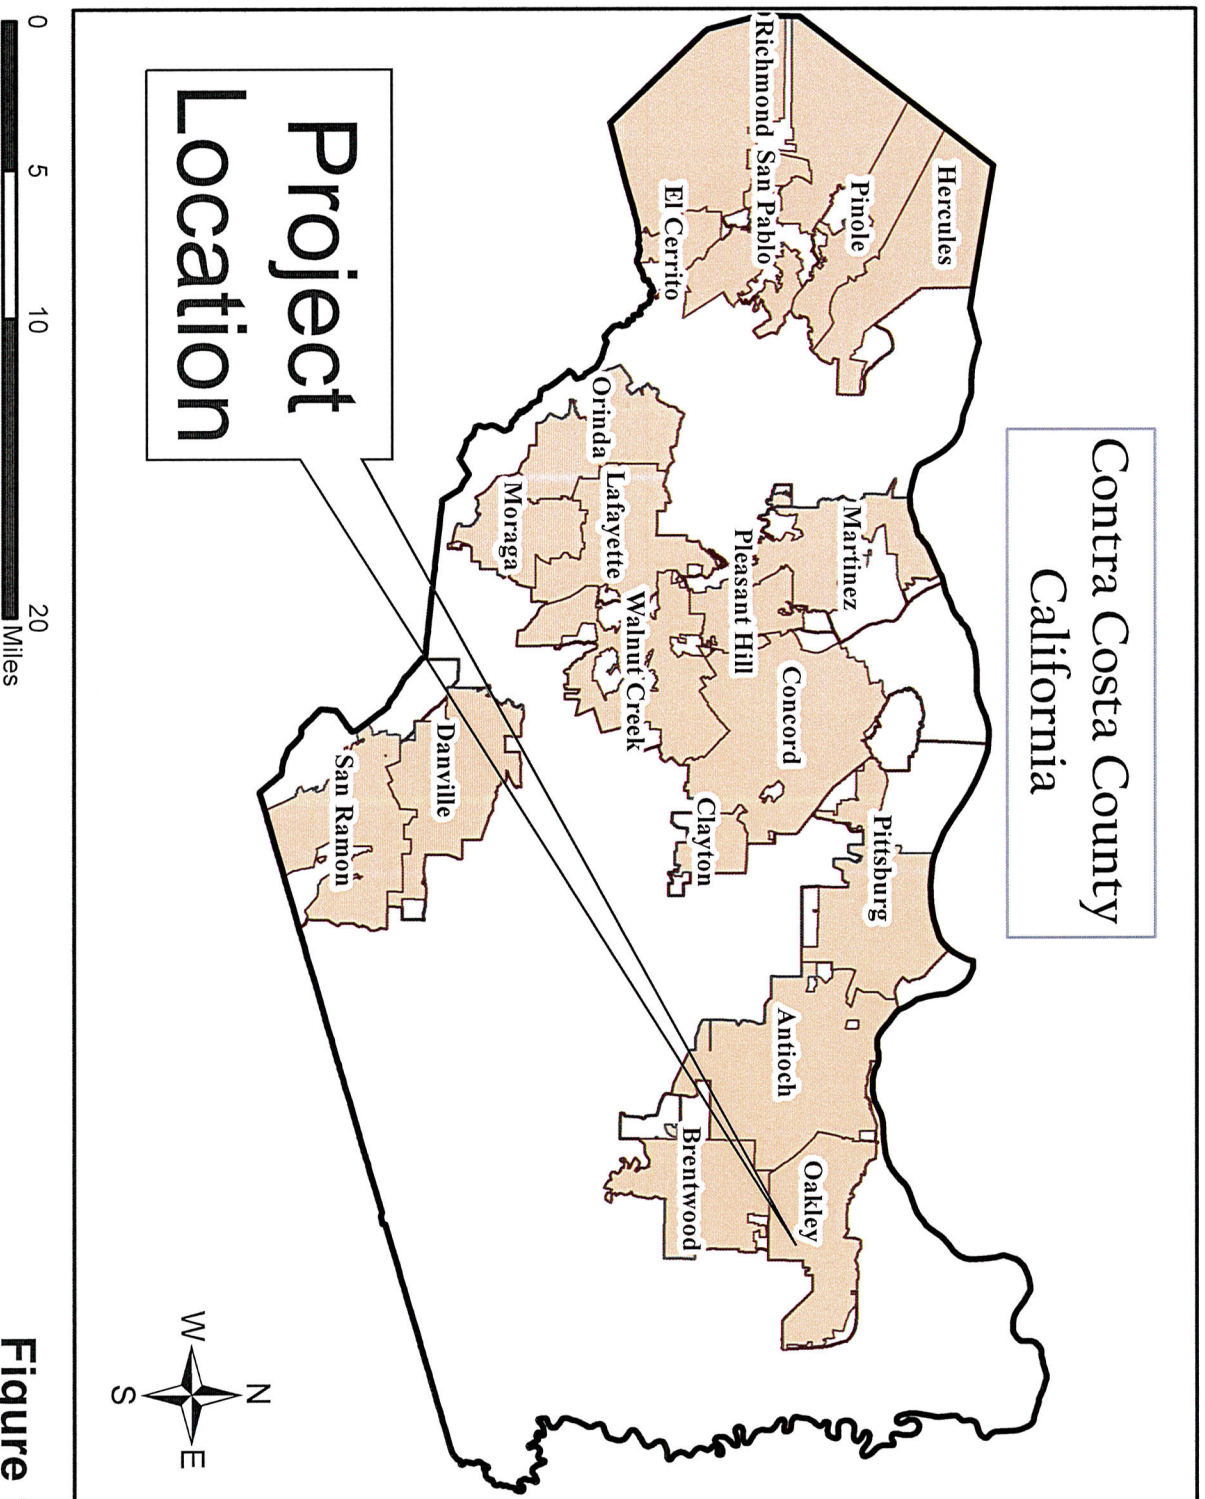 Contra Costa County
California
Hercules
Pinole
Richmond
San Pablo
El Cerrito
Martinez
Pleasant Hill
Concord
Pittsburg
Orinda
Lafayette
Walnut Creek
Clayton
Moraga
Antioch
Oakley
Brentwood
Danville
San Ramon
Project
Location
N
W
E
S
0
5
10
20
Miles
Figure